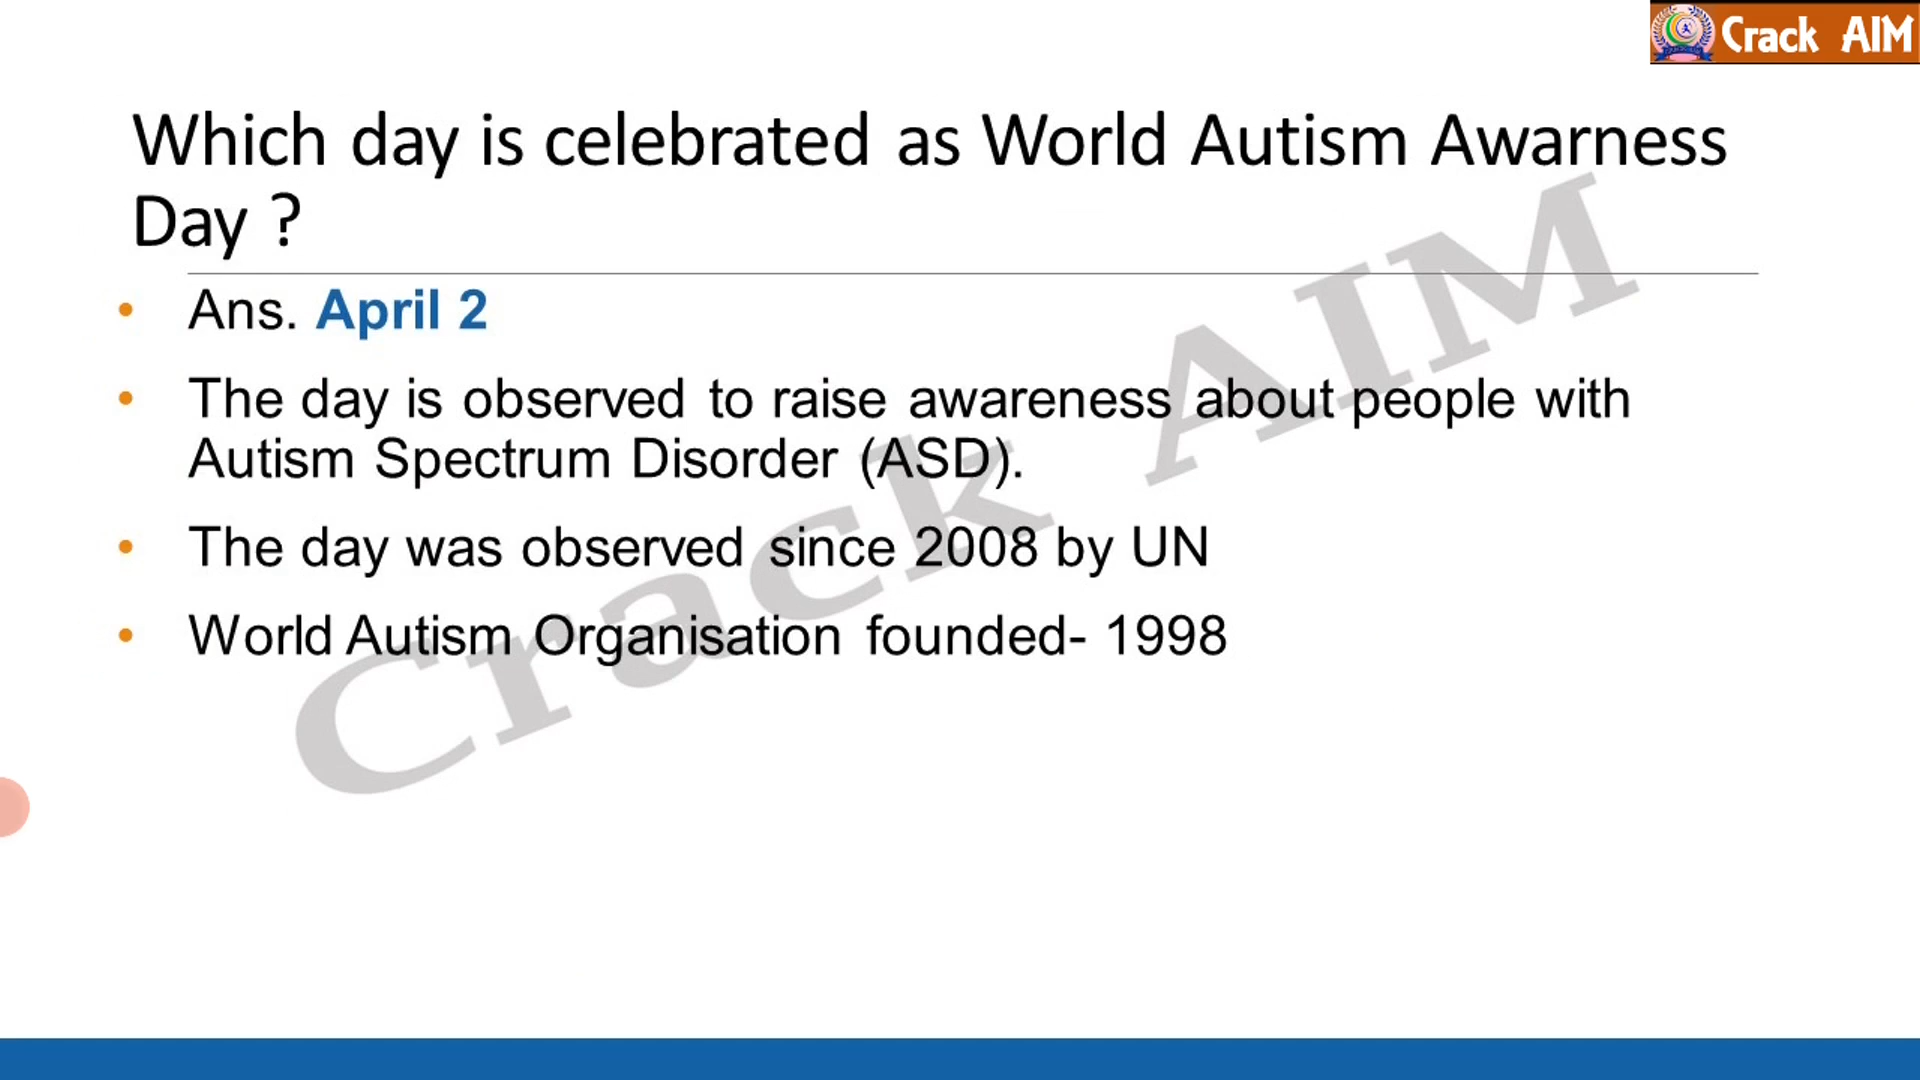 Crack AIM
Which day is celebrated as World Autism Awarness
Day ?
• Ans. April 2
• The day is observed to raise awareness about people with
Autism Spectrum Disorder (ASD).
• The day was observed since 2008 by UN
• World Autism Organisation founded- 1998
Crack AIM